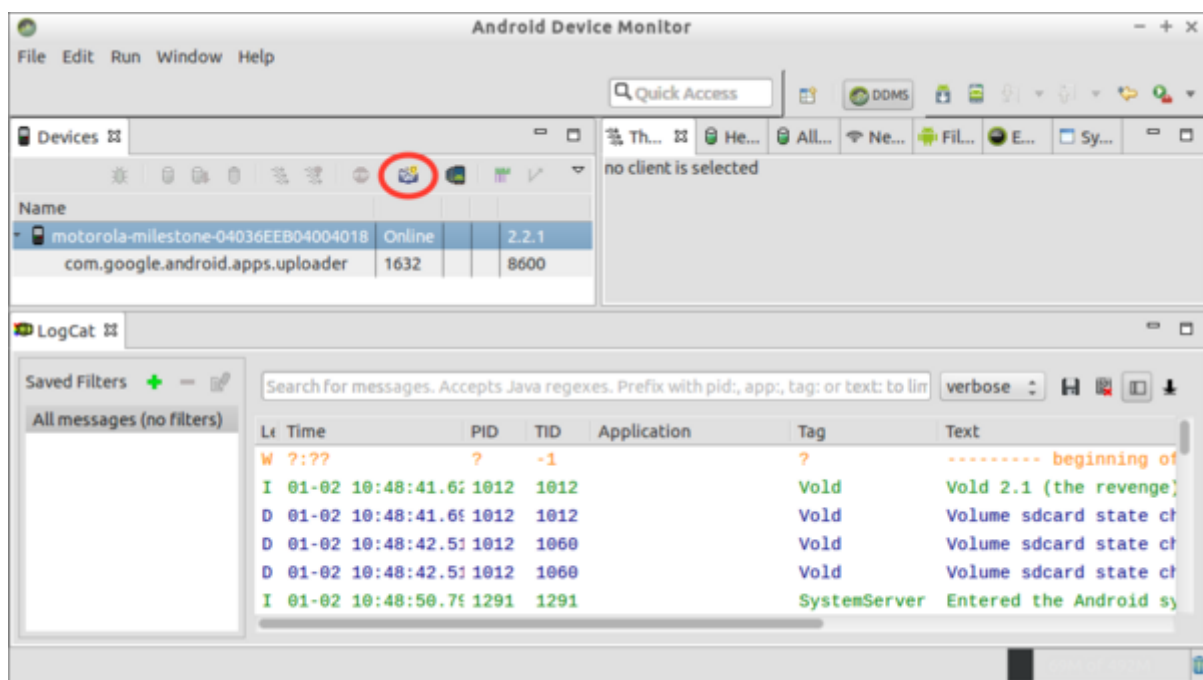 Android Device Monitor
File Edit Run Window Help
Quick Access
DDMS
Devices
Th... He... All... Ne... Fil... E... Sy...
no client is selected
Name
motorola-milestone-04036EEB04004018 Online 2.2.1
com.google.android.apps.uploader 1632 8600
LogCat
Saved Filters
Search for messages. Accepts Java regexes. Prefix with pid:, app:, tag: or text: to lim verbose
All messages (no filters)
Le Time PID TID Application Tag Text
W ?:?? ? -1 ? --------- beginning of
I 01-02 10:48:41.62 1012 1012 Vold Vold 2.1 (the revenge)
D 01-02 10:48:41.69 1012 1012 Vold Volume sdcard state ch
D 01-02 10:48:42.51 1012 1060 Vold Volume sdcard state ch
D 01-02 10:48:42.51 1012 1060 Vold Volume sdcard state ch
I 01-02 10:48:50.79 1291 1291 SystemServer Entered the Android sy